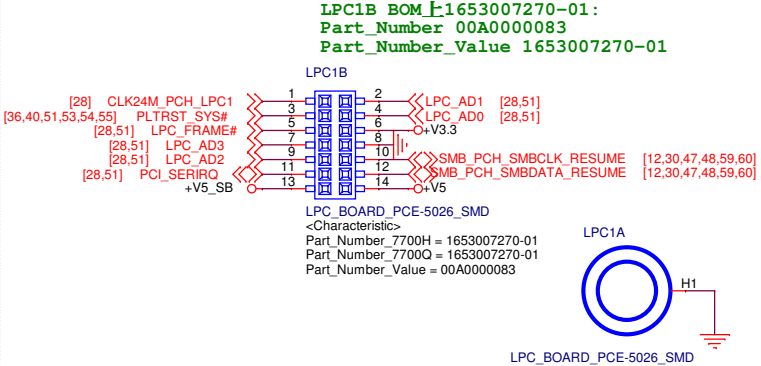 LPC1B BOM 上1653007270-01:
Part_Number 00A0000083
Part_Number_Value 1653007270-01
LPC1B
[28] CLK24M_PCH_LPC1 1 2 LPC_AD1 [28,51]
[36,40,51,53,54,55] PLTRST_SYS# 3 4 LPC_AD0 [28,51]
[28,51] LPC_FRAME# 5 6 +V3.3
[28,51] LPC_AD3 7 8
[28,51] LPC_AD2 9 10 SMB_PCH_SMBCLK_RESUME [12,30,47,48,59,60]
[28,51] PCI_SERIRQ 11 12 SMB_PCH_SMBDATA_RESUME [12,30,47,48,59,60]
+V5_SB 13 14 +V5
LPC_BOARD_PCE-5026_SMD
<Characteristic>
Part_Number_7700H = 1653007270-01
Part_Number_7700Q = 1653007270-01
Part_Number_Value = 00A0000083
LPC1A
H1
LPC_BOARD_PCE-5026_SMD